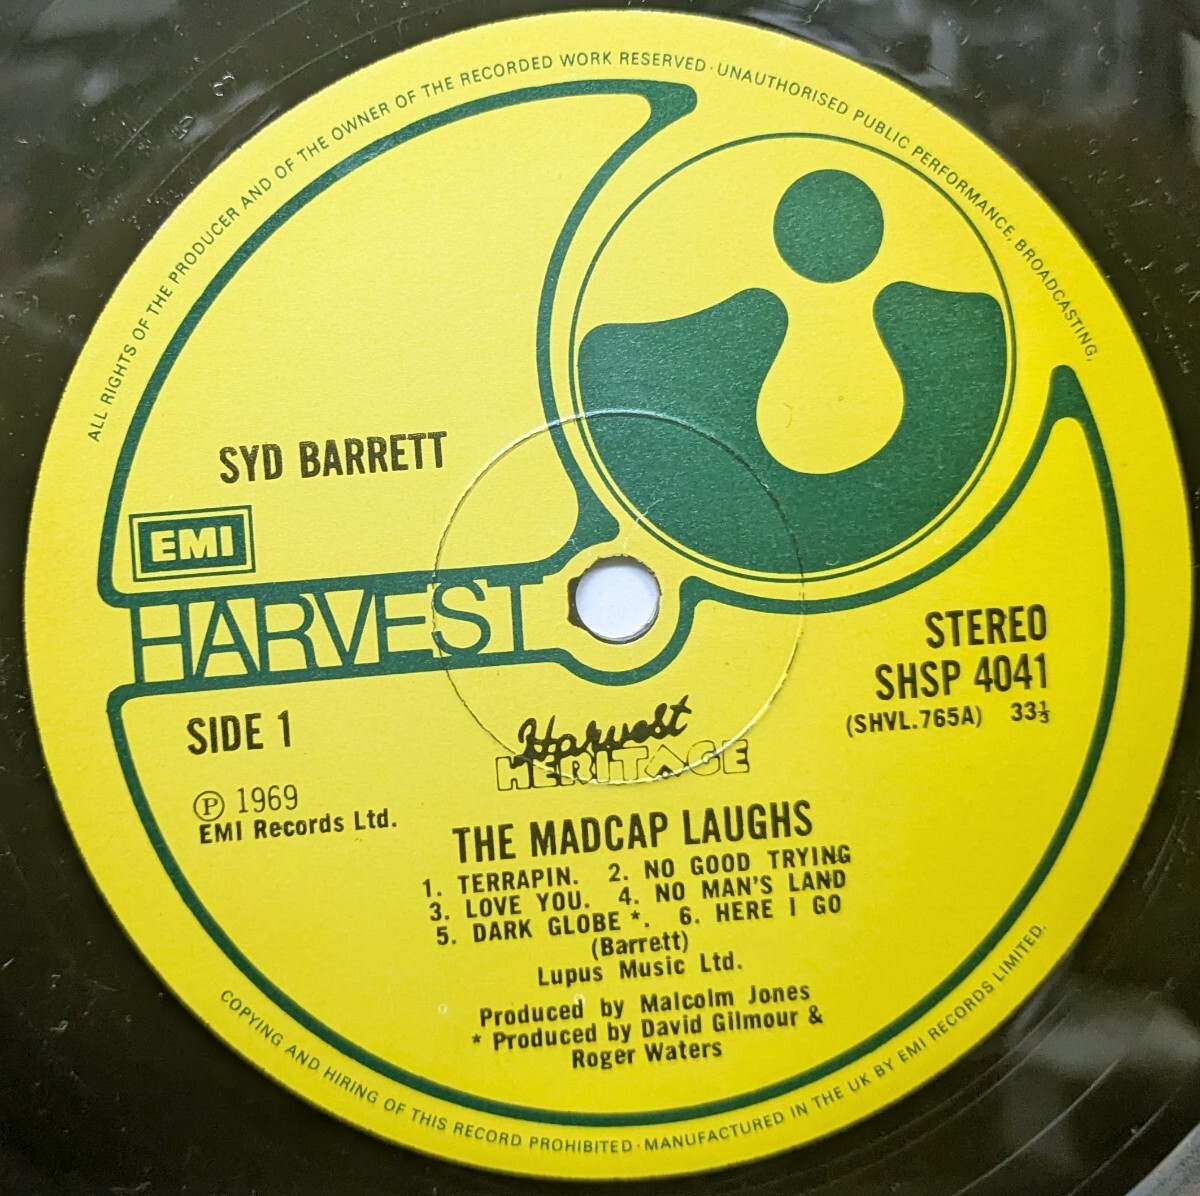 ALL RIGHTS OF THE PRODUCER AND OF THE OWNER OF THE RECORDED WORK RESERVED · UNAUTHORISED PUBLIC PERFORMANCE, BROADCASTING,
SYD BARRETT
EMI
HARVEST
STEREO
SHSP 4041
(SHVL.765A) 33⅓
SIDE 1
Ⓟ 1969
EMI Records Ltd.
Harvest
HERITAGE
THE MADCAP LAUGHS
1. TERRAPIN. 2. NO GOOD TRYING
3. LOVE YOU. 4. NO MAN'S LAND
5. DARK GLOBE *. 6. HERE I GO
(Barrett)
Lupus Music Ltd.
Produced by Malcolm Jones
* Produced by David Gilmour &
Roger Waters
COPYING AND HIRING OF THIS RECORD PROHIBITED · MANUFACTURED IN THE UK BY EMI RECORDS LIMITED.